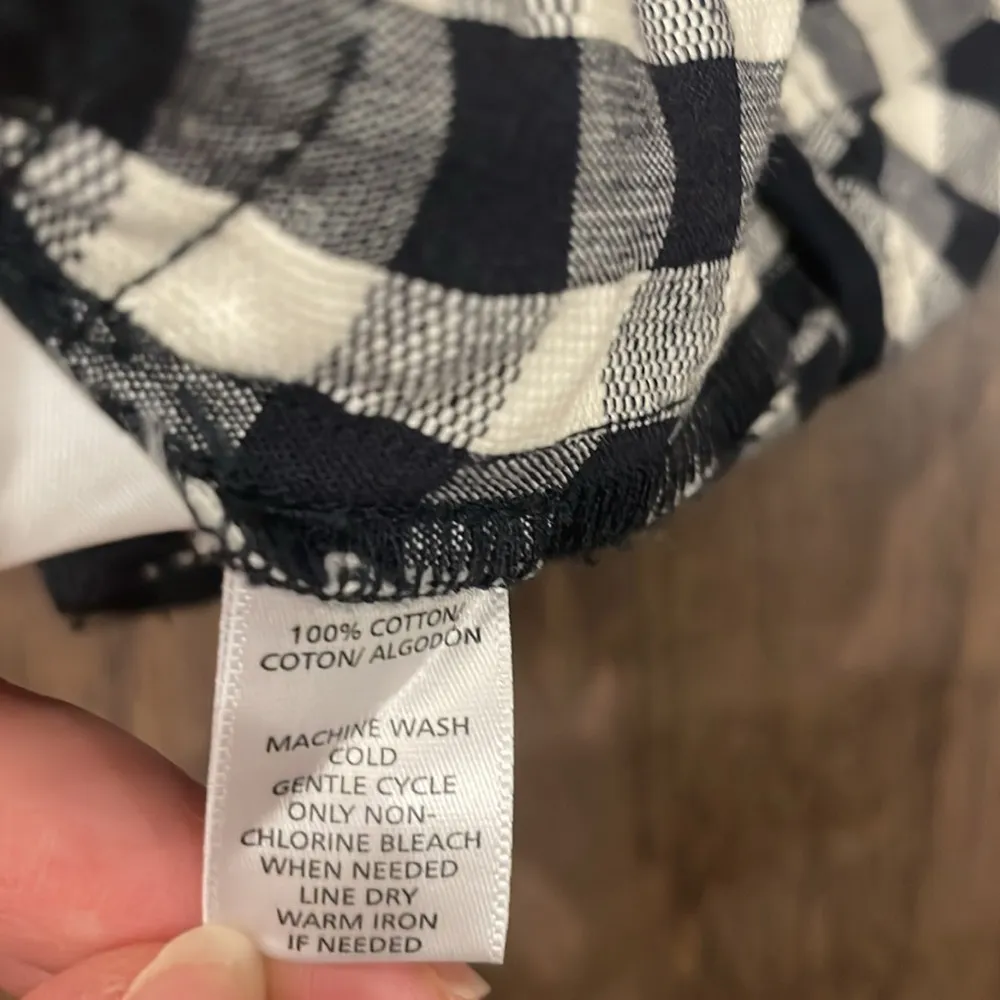 100% COTTON/
COTON/ ALGODÓN
MACHINE WASH
COLD
GENTLE CYCLE
ONLY NON-
CHLORINE BLEACH
WHEN NEEDED
LINE DRY
WARM IRON
IF NEEDED